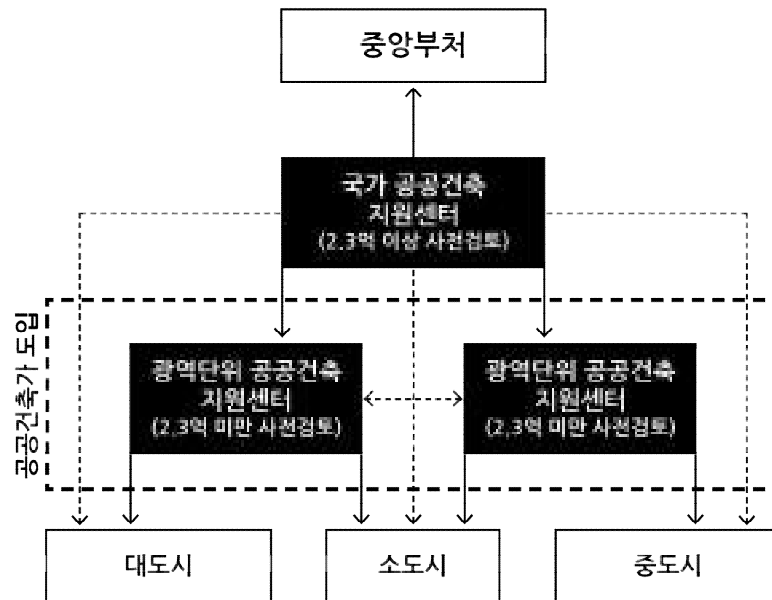 중앙부처
국가 공공건축
지원센터
(2.3억 이상 사전검토)
공공건축가 도입
광역단위 공공건축
지원센터
(2.3억 미만 사전검토)
광역단위 공공건축
지원센터
(2.3억 미만 사전검토)
대도시
소도시
중도시